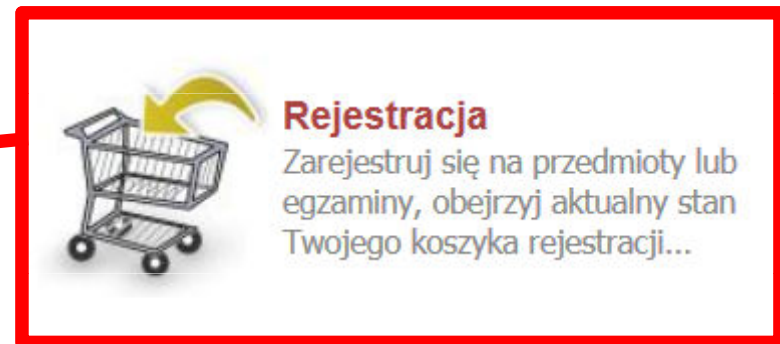 Rejestracja
Zarejestruj się na przedmioty lub
egzaminy, obejrzyj aktualny stan
Twojego koszyka rejestracji...